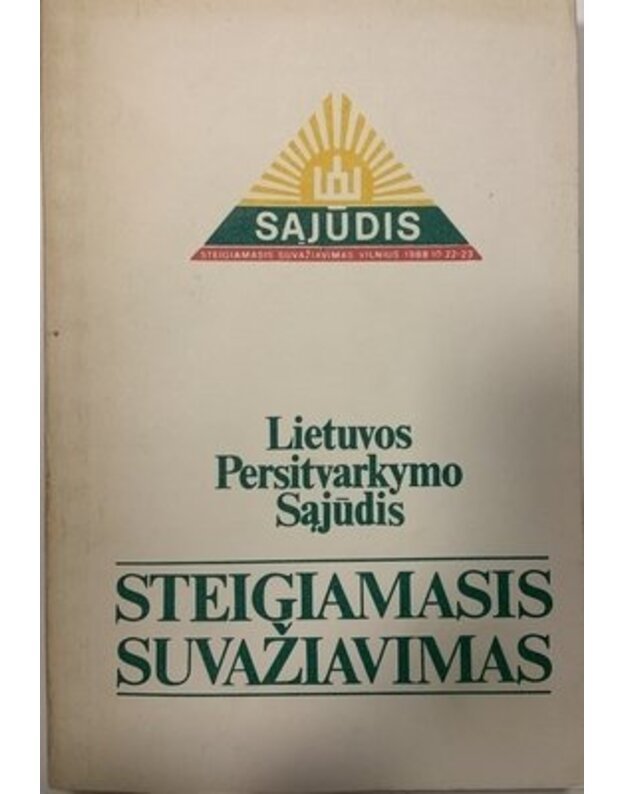 SĄJŪDIS
STEIGIAMASIS SUVAŽIAVIMAS VILNIUS 1988 10 22-23
Lietuvos
Persitvarkymo
Sąjūdis
STEIGIAMASIS
SUVAŽIAVIMAS